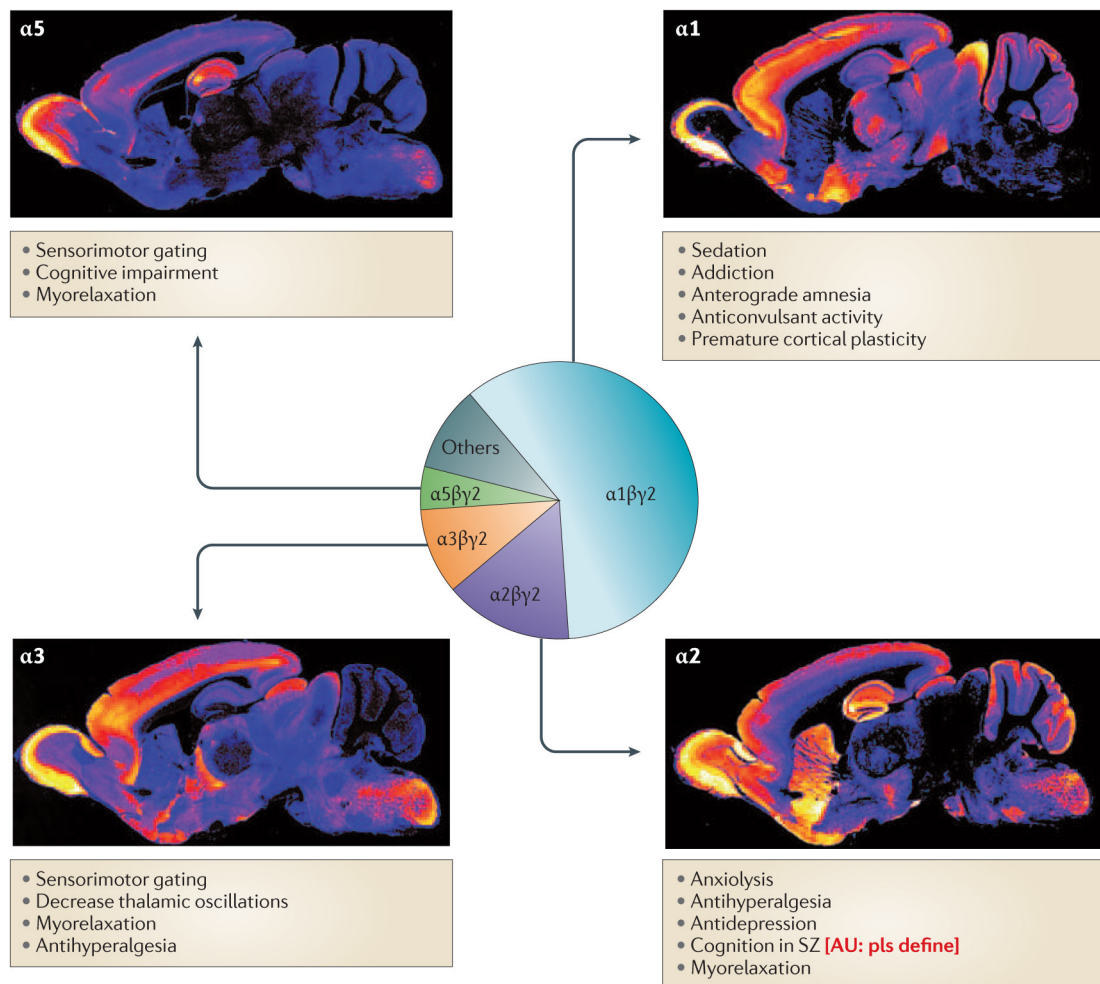 α5
• Sensorimotor gating
• Cognitive impairment
• Myorelaxation
α1
• Sedation
• Addiction
• Anterograde amnesia
• Anticonvulsant activity
• Premature cortical plasticity
Others
α5βγ2
α3βγ2
α2βγ2
α1βγ2
α3
• Sensorimotor gating
• Decrease thalamic oscillations
• Myorelaxation
• Antihyperalgesia
α2
• Anxiolysis
• Antihyperalgesia
• Antidepression
• Cognition in SZ [AU: pls define]
• Myorelaxation